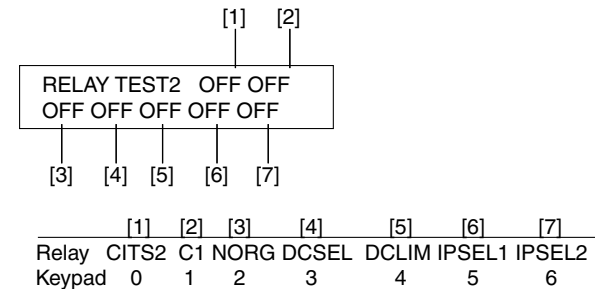 [1] [2]
RELAY TEST2 OFF OFF
OFF OFF OFF OFF OFF
[3] [4] [5] [6] [7]
[1] [2] [3] [4] [5] [6] [7]
Relay CITS2 C1 NORG DCSEL DCLIM IPSEL1 IPSEL2
Keypad 0 1 2 3 4 5 6